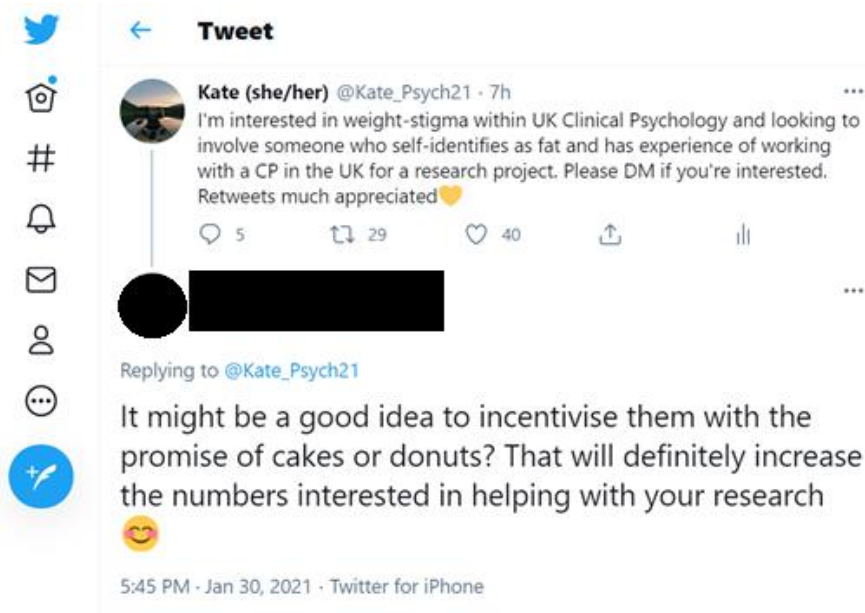 Tweet
Kate (she/her) @Kate_Psych21 · 7h
I'm interested in weight-stigma within UK Clinical Psychology and looking to
involve someone who self-identifies as fat and has experience of working
with a CP in the UK for a research project. Please DM if you're interested.
Retweets much appreciated💛
5 29 40
Replying to @Kate_Psych21
It might be a good idea to incentivise them with the
promise of cakes or donuts? That will definitely increase
the numbers interested in helping with your research
😊
5:45 PM · Jan 30, 2021 · Twitter for iPhone